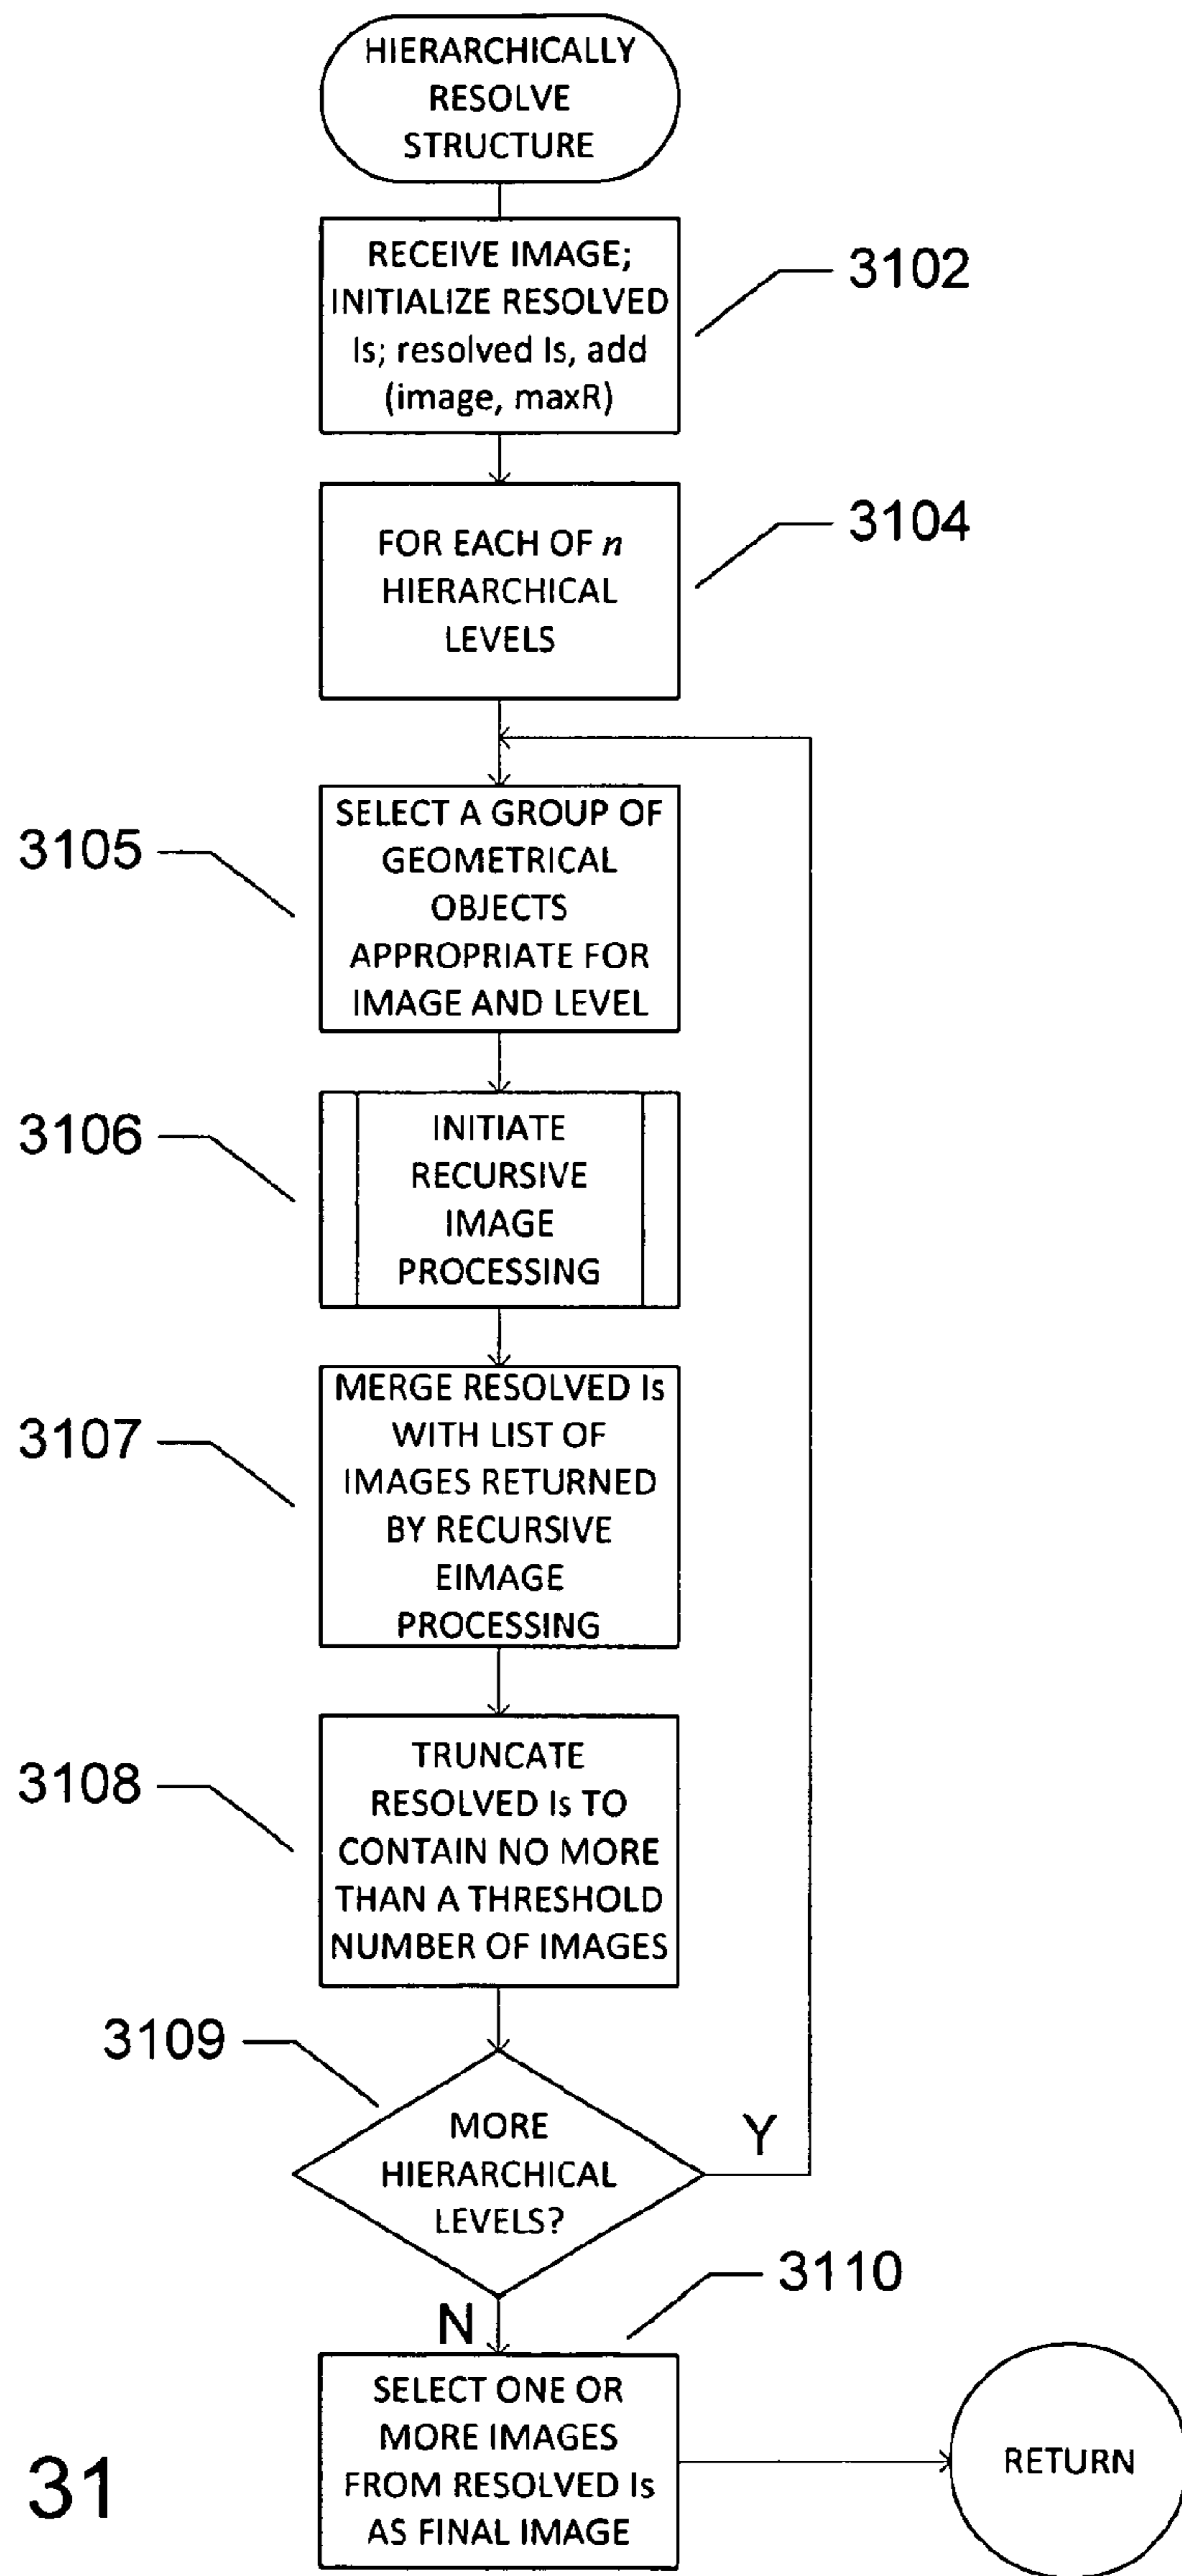 HIERARCHICALLY
RESOLVE
STRUCTURE
RECEIVE IMAGE;
INITIALIZE RESOLVED
Is; resolved Is, add
(image, maxR)
3102
FOR EACH OF n
HIERARCHICAL
LEVELS
3104
3105
SELECT A GROUP OF
GEOMETRICAL
OBJECTS
APPROPRIATE FOR
IMAGE AND LEVEL
3106
INITIATE
RECURSIVE
IMAGE
PROCESSING
3107
MERGE RESOLVED Is
WITH LIST OF
IMAGES RETURNED
BY RECURSIVE
EIMAGE
PROCESSING
3108
TRUNCATE
RESOLVED Is TO
CONTAIN NO MORE
THAN A THRESHOLD
NUMBER OF IMAGES
3109
MORE
HIERARCHICAL
LEVELS?
Y
N
3110
SELECT ONE OR
MORE IMAGES
FROM RESOLVED Is
AS FINAL IMAGE
RETURN
31